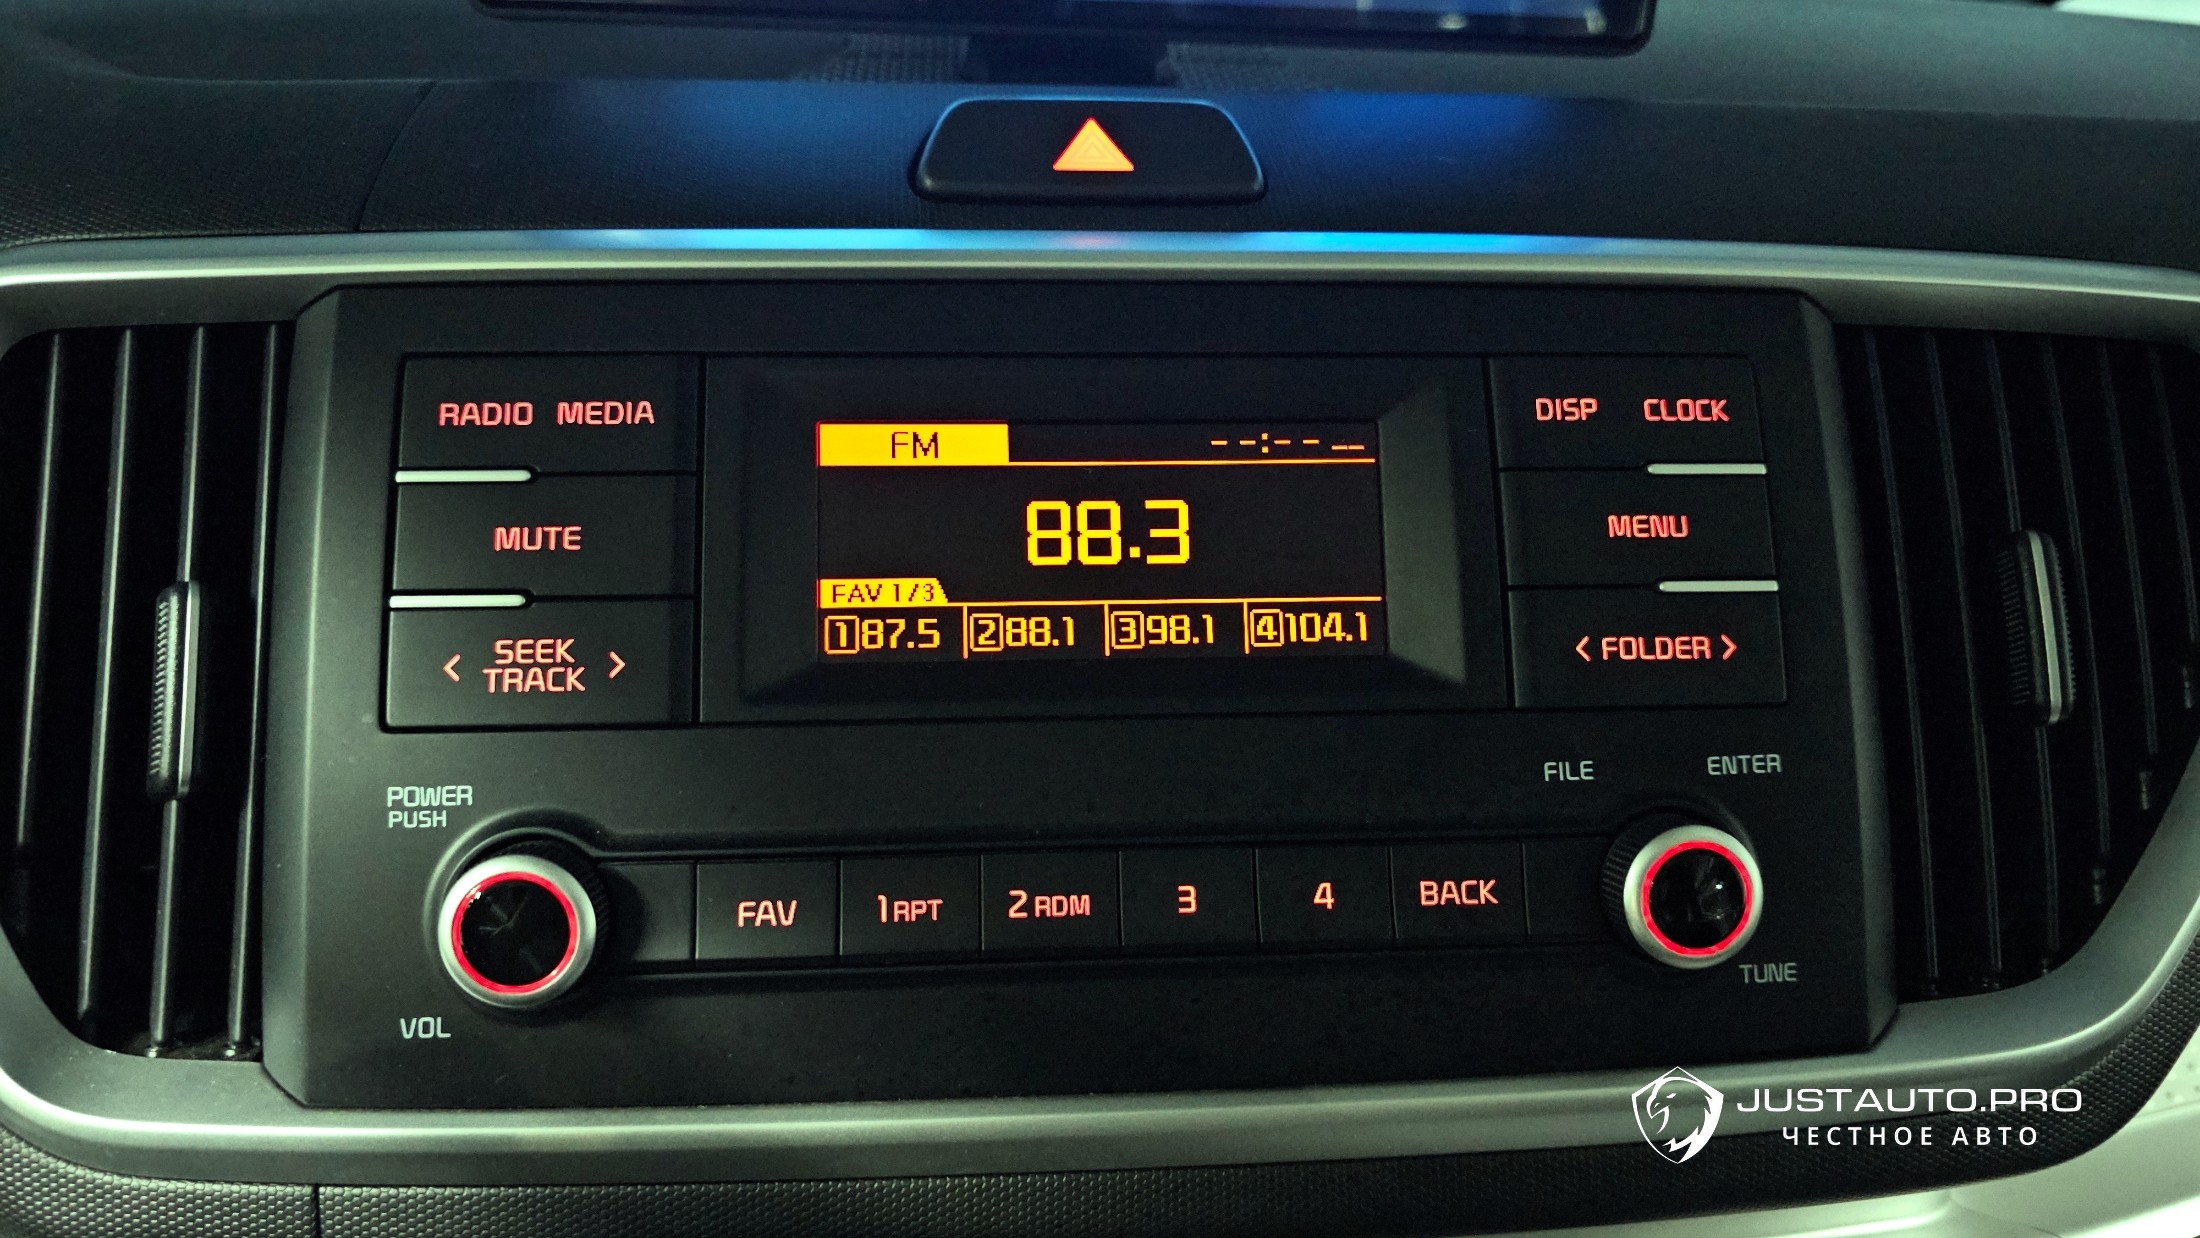 RADIO MEDIA
MUTE
< SEEK >
TRACK
FM --:-- __
88.3
FAV 1/3
1 87.5 2 88.1 3 98.1 4 104.1
DISP CLOCK
MENU
< FOLDER >
POWER
PUSH
VOL
FAV 1 RPT 2 RDM 3 4 BACK
FILE ENTER
TUNE
JUSTAUTO.PRO
ЧЕСТНОЕ АВТО